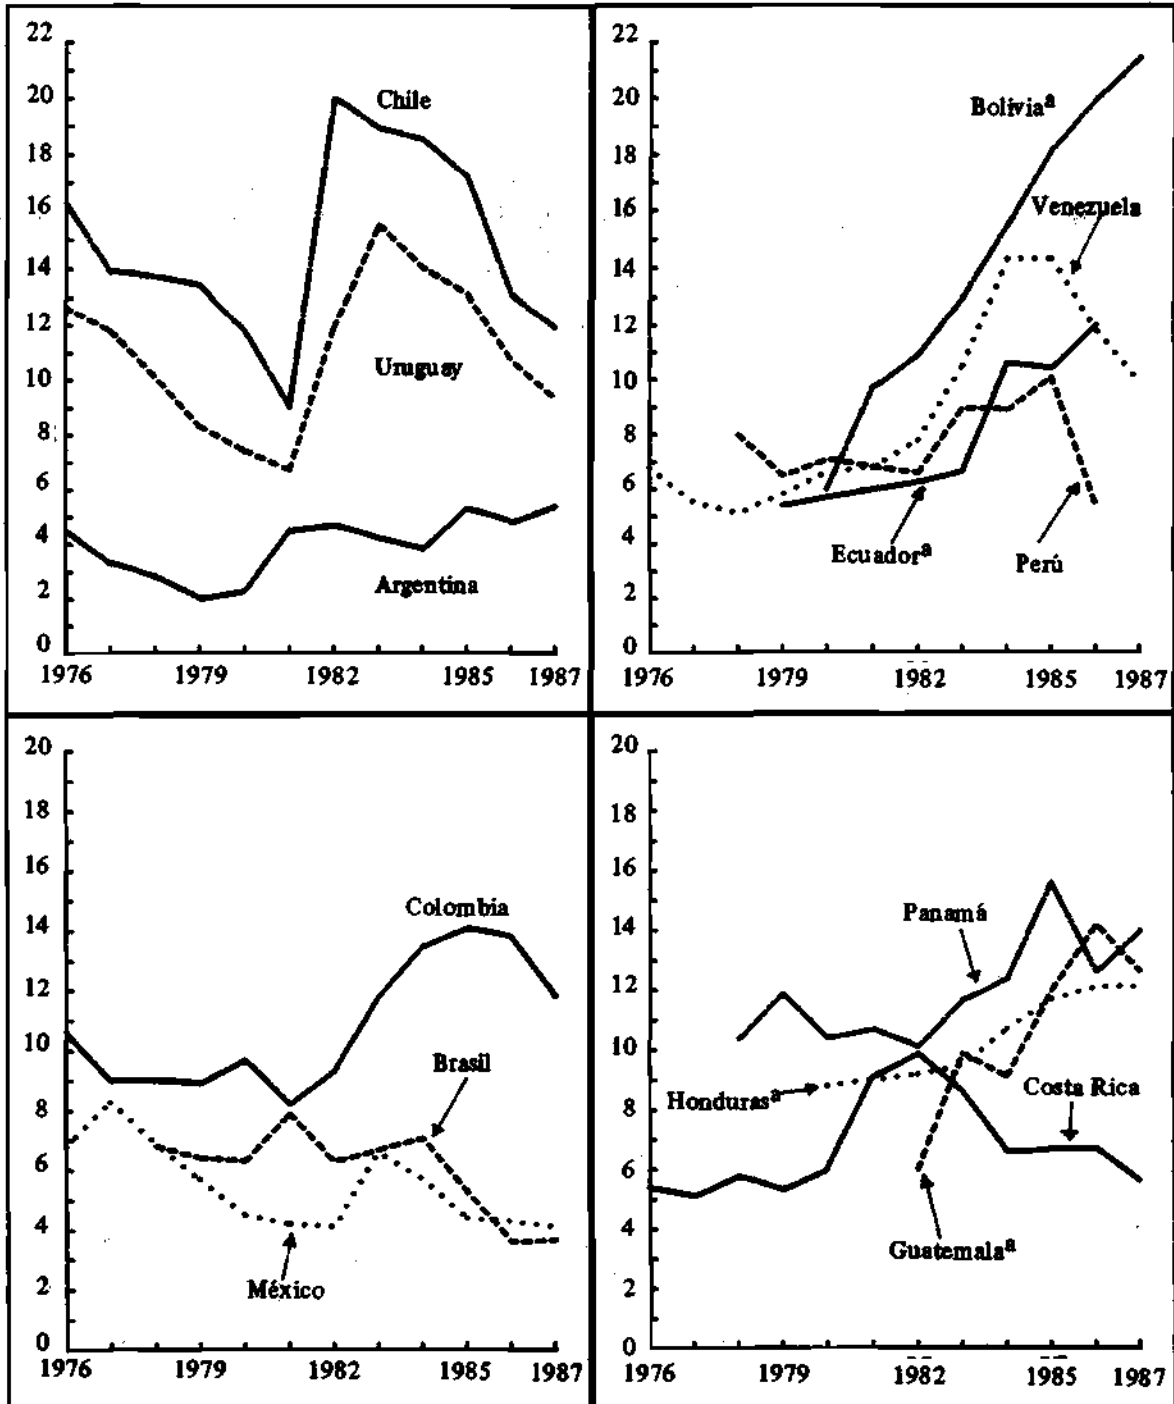 22
20
18
16
14
12
10
8
6
4
2
0
Chile
Uruguay
Argentina
1976 1979 1982 1985 1987
22
20
18
16
14
12
10
8
6
4
2
0
Boliviaª
Venezuela
Ecuadorª
Perú
1976 1979 1982 1985 1987
20
18
16
14
12
10
8
6
4
2
0
Colombia
Brasil
México
1976 1979 1982 1985 1987
20
18
16
14
12
10
8
6
4
2
0
Panamá
Hondurasª
Costa Rica
Guatemalaª
1976 1979 1982 1985 1987